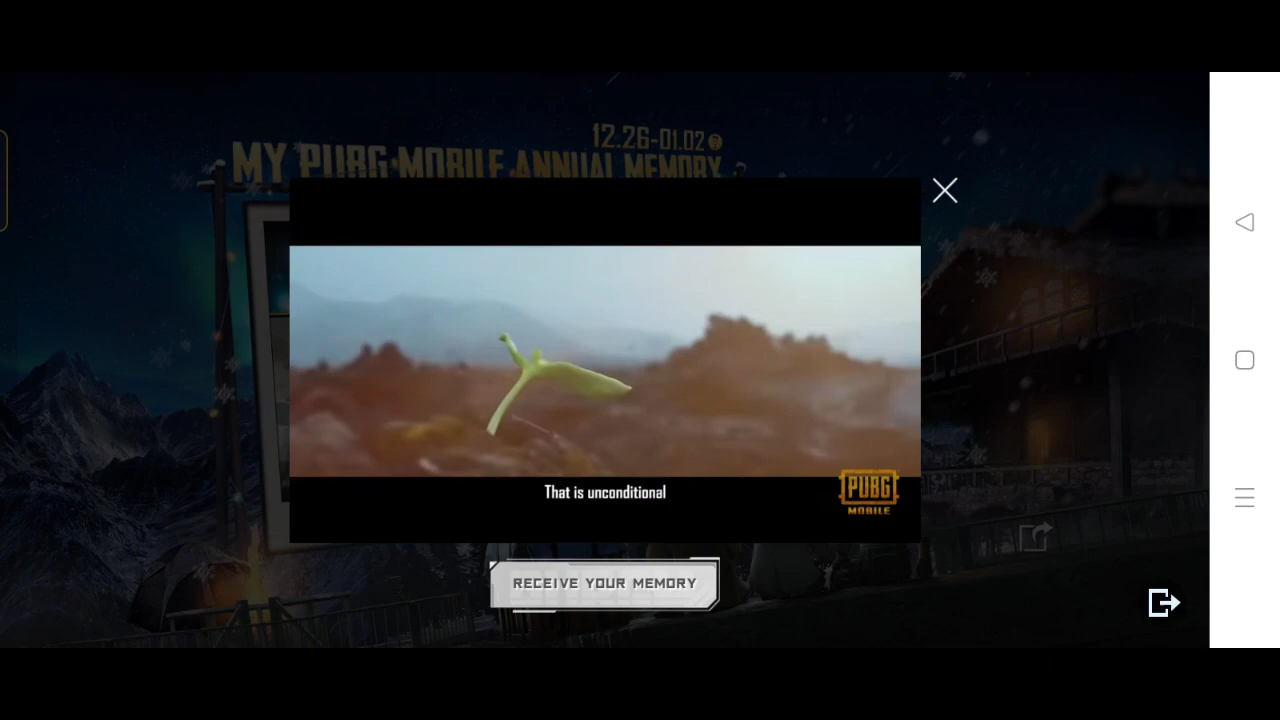 12.26-01.02
MY PUBG MOBILE ANNUAL MEMORY
That is unconditional
PUBG
MOBILE
RECEIVE YOUR MEMORY